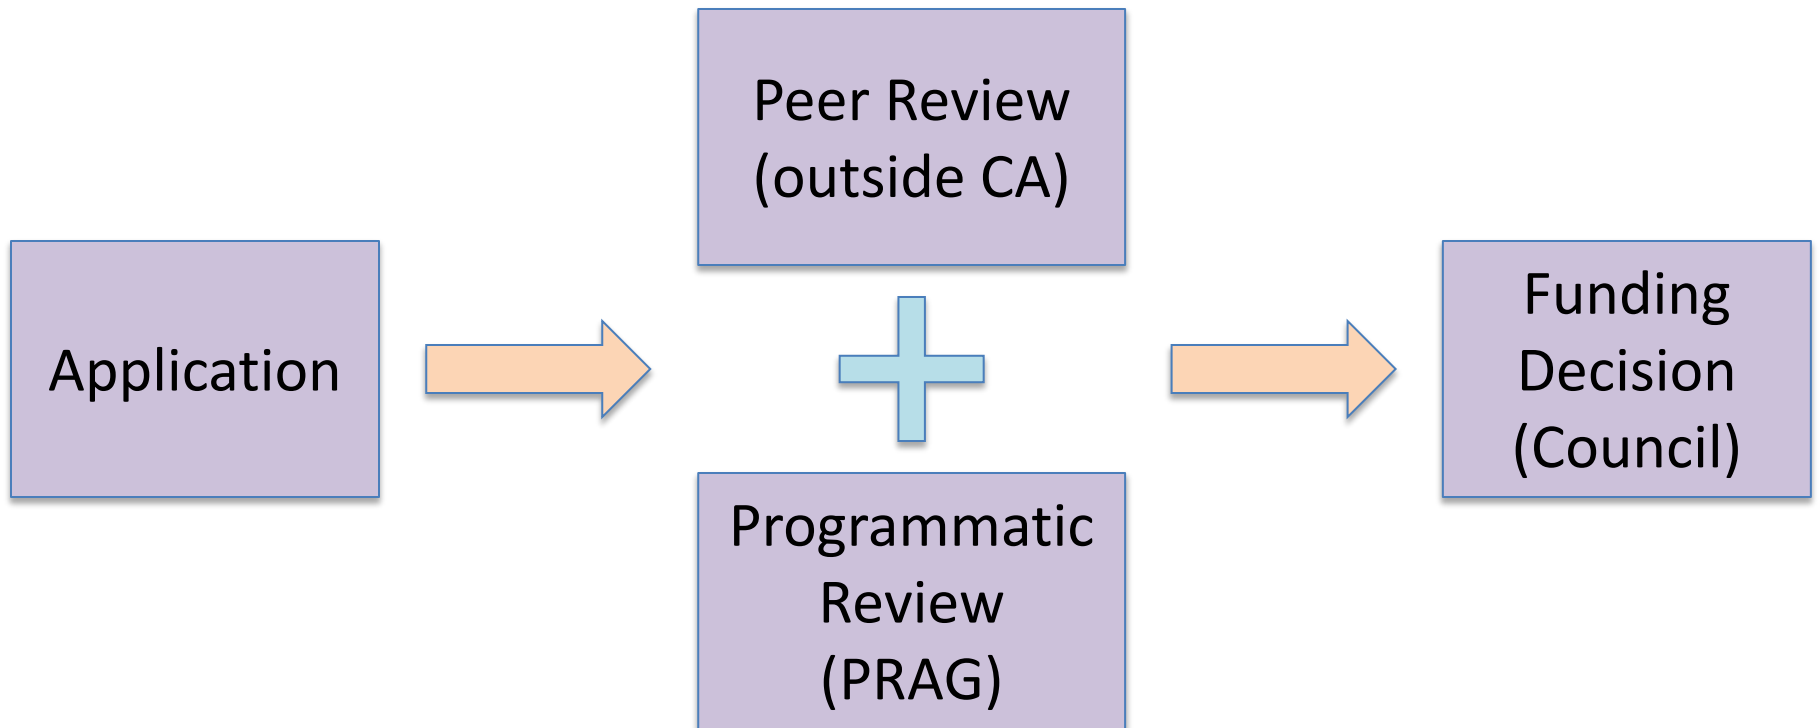 Application
Peer Review
(outside CA)
Programmatic
Review
(PRAG)
Funding
Decision
(Council)